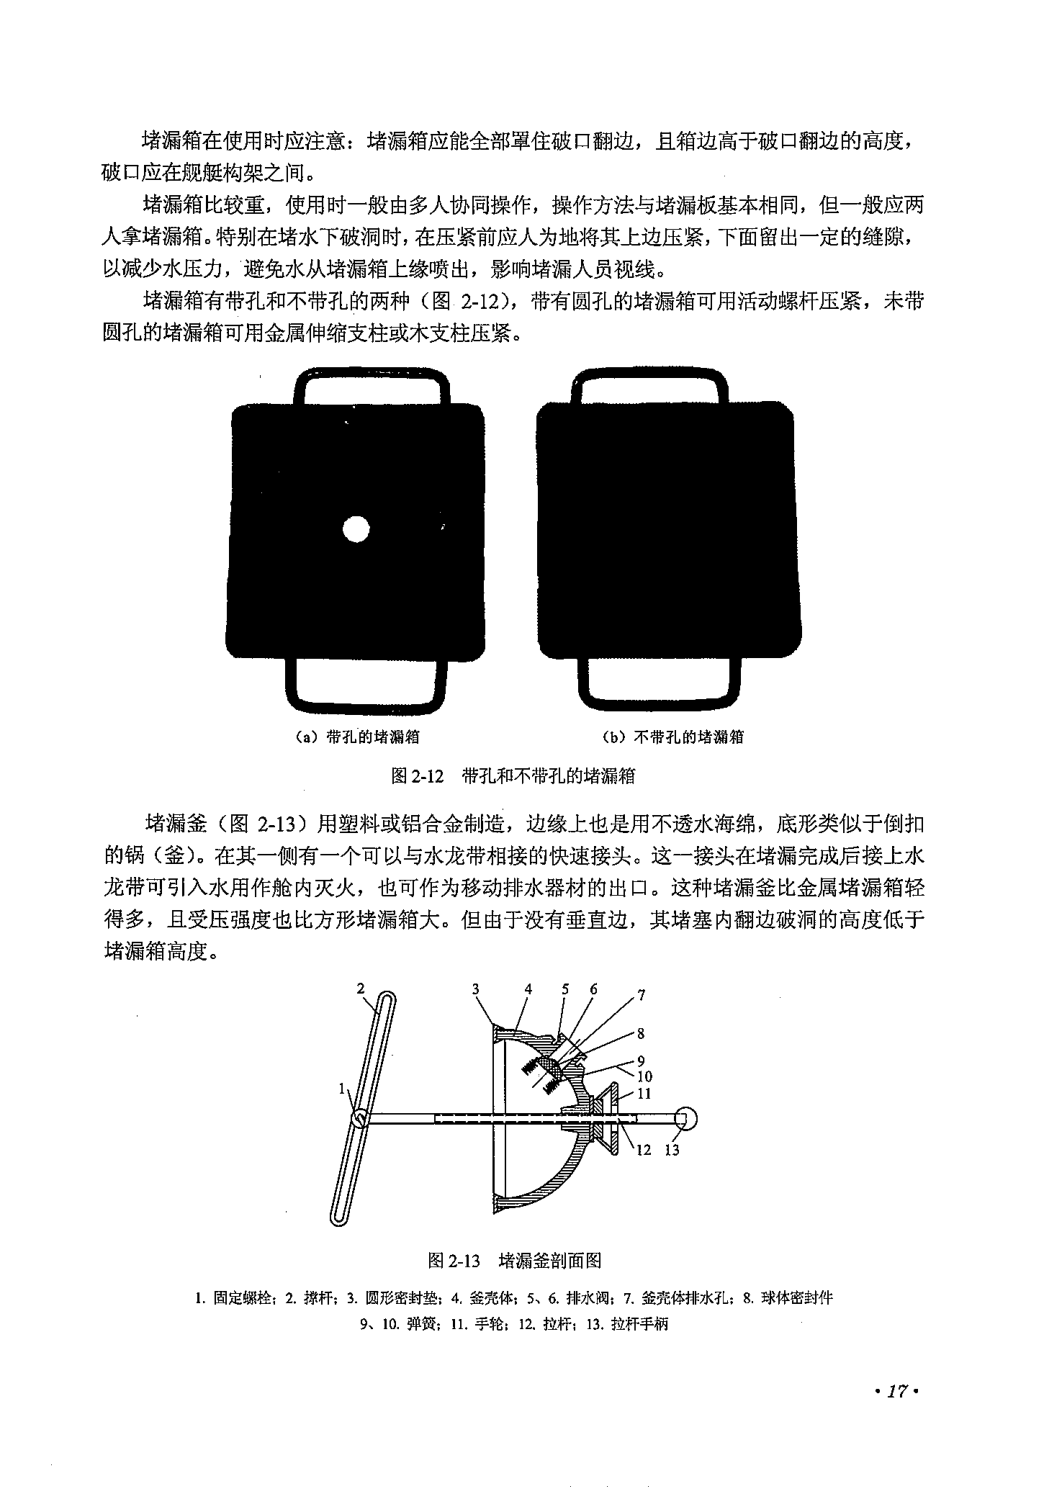 堵漏箱在使用时应注意：堵漏箱应能全部罩住破口翻边，且箱边高于破口翻边的高度，
破口应在舰艇构架之间。
堵漏箱比较重，使用时一般由多人协同操作，操作方法与堵漏板基本相同，但一般应两
人拿堵漏箱。特别在堵水下破洞时，在压紧前应人为地将其上边压紧，下面留出一定的缝隙，
以减少水压力，避免水从堵漏箱上缘喷出，影响堵漏人员视线。
堵漏箱有带孔和不带孔的两种（图 2-12），带有圆孔的堵漏箱可用活动螺杆压紧，未带
圆孔的堵漏箱可用金属伸缩支柱或木支柱压紧。
（a）带孔的堵漏箱
（b）不带孔的堵漏箱
图 2-12 带孔和不带孔的堵漏箱
堵漏釜（图 2-13）用塑料或铝合金制造，边缘上也是用不透水海绵，底形类似于倒扣
的锅（釜）。在其一侧有一个可以与水龙带相接的快速接头。这一接头在堵漏完成后接上水
龙带可引入水用作舱内灭火，也可作为移动排水器材的出口。这种堵漏釜比金属堵漏箱轻
得多，且受压强度也比方形堵漏箱大。但由于没有垂直边，其堵塞内翻边破洞的高度低于
堵漏箱高度。
2 3 4 5 6 7
8
9
10
1 11
12 13
图 2-13 堵漏釜剖面图
1. 固定螺栓；2. 撑杆；3. 圆形密封垫；4. 釜壳体；5、6. 排水阀；7. 釜壳体排水孔；8. 球体密封件
9、10. 弹簧；11. 手轮；12. 拉杆；13. 拉杆手柄
·17·